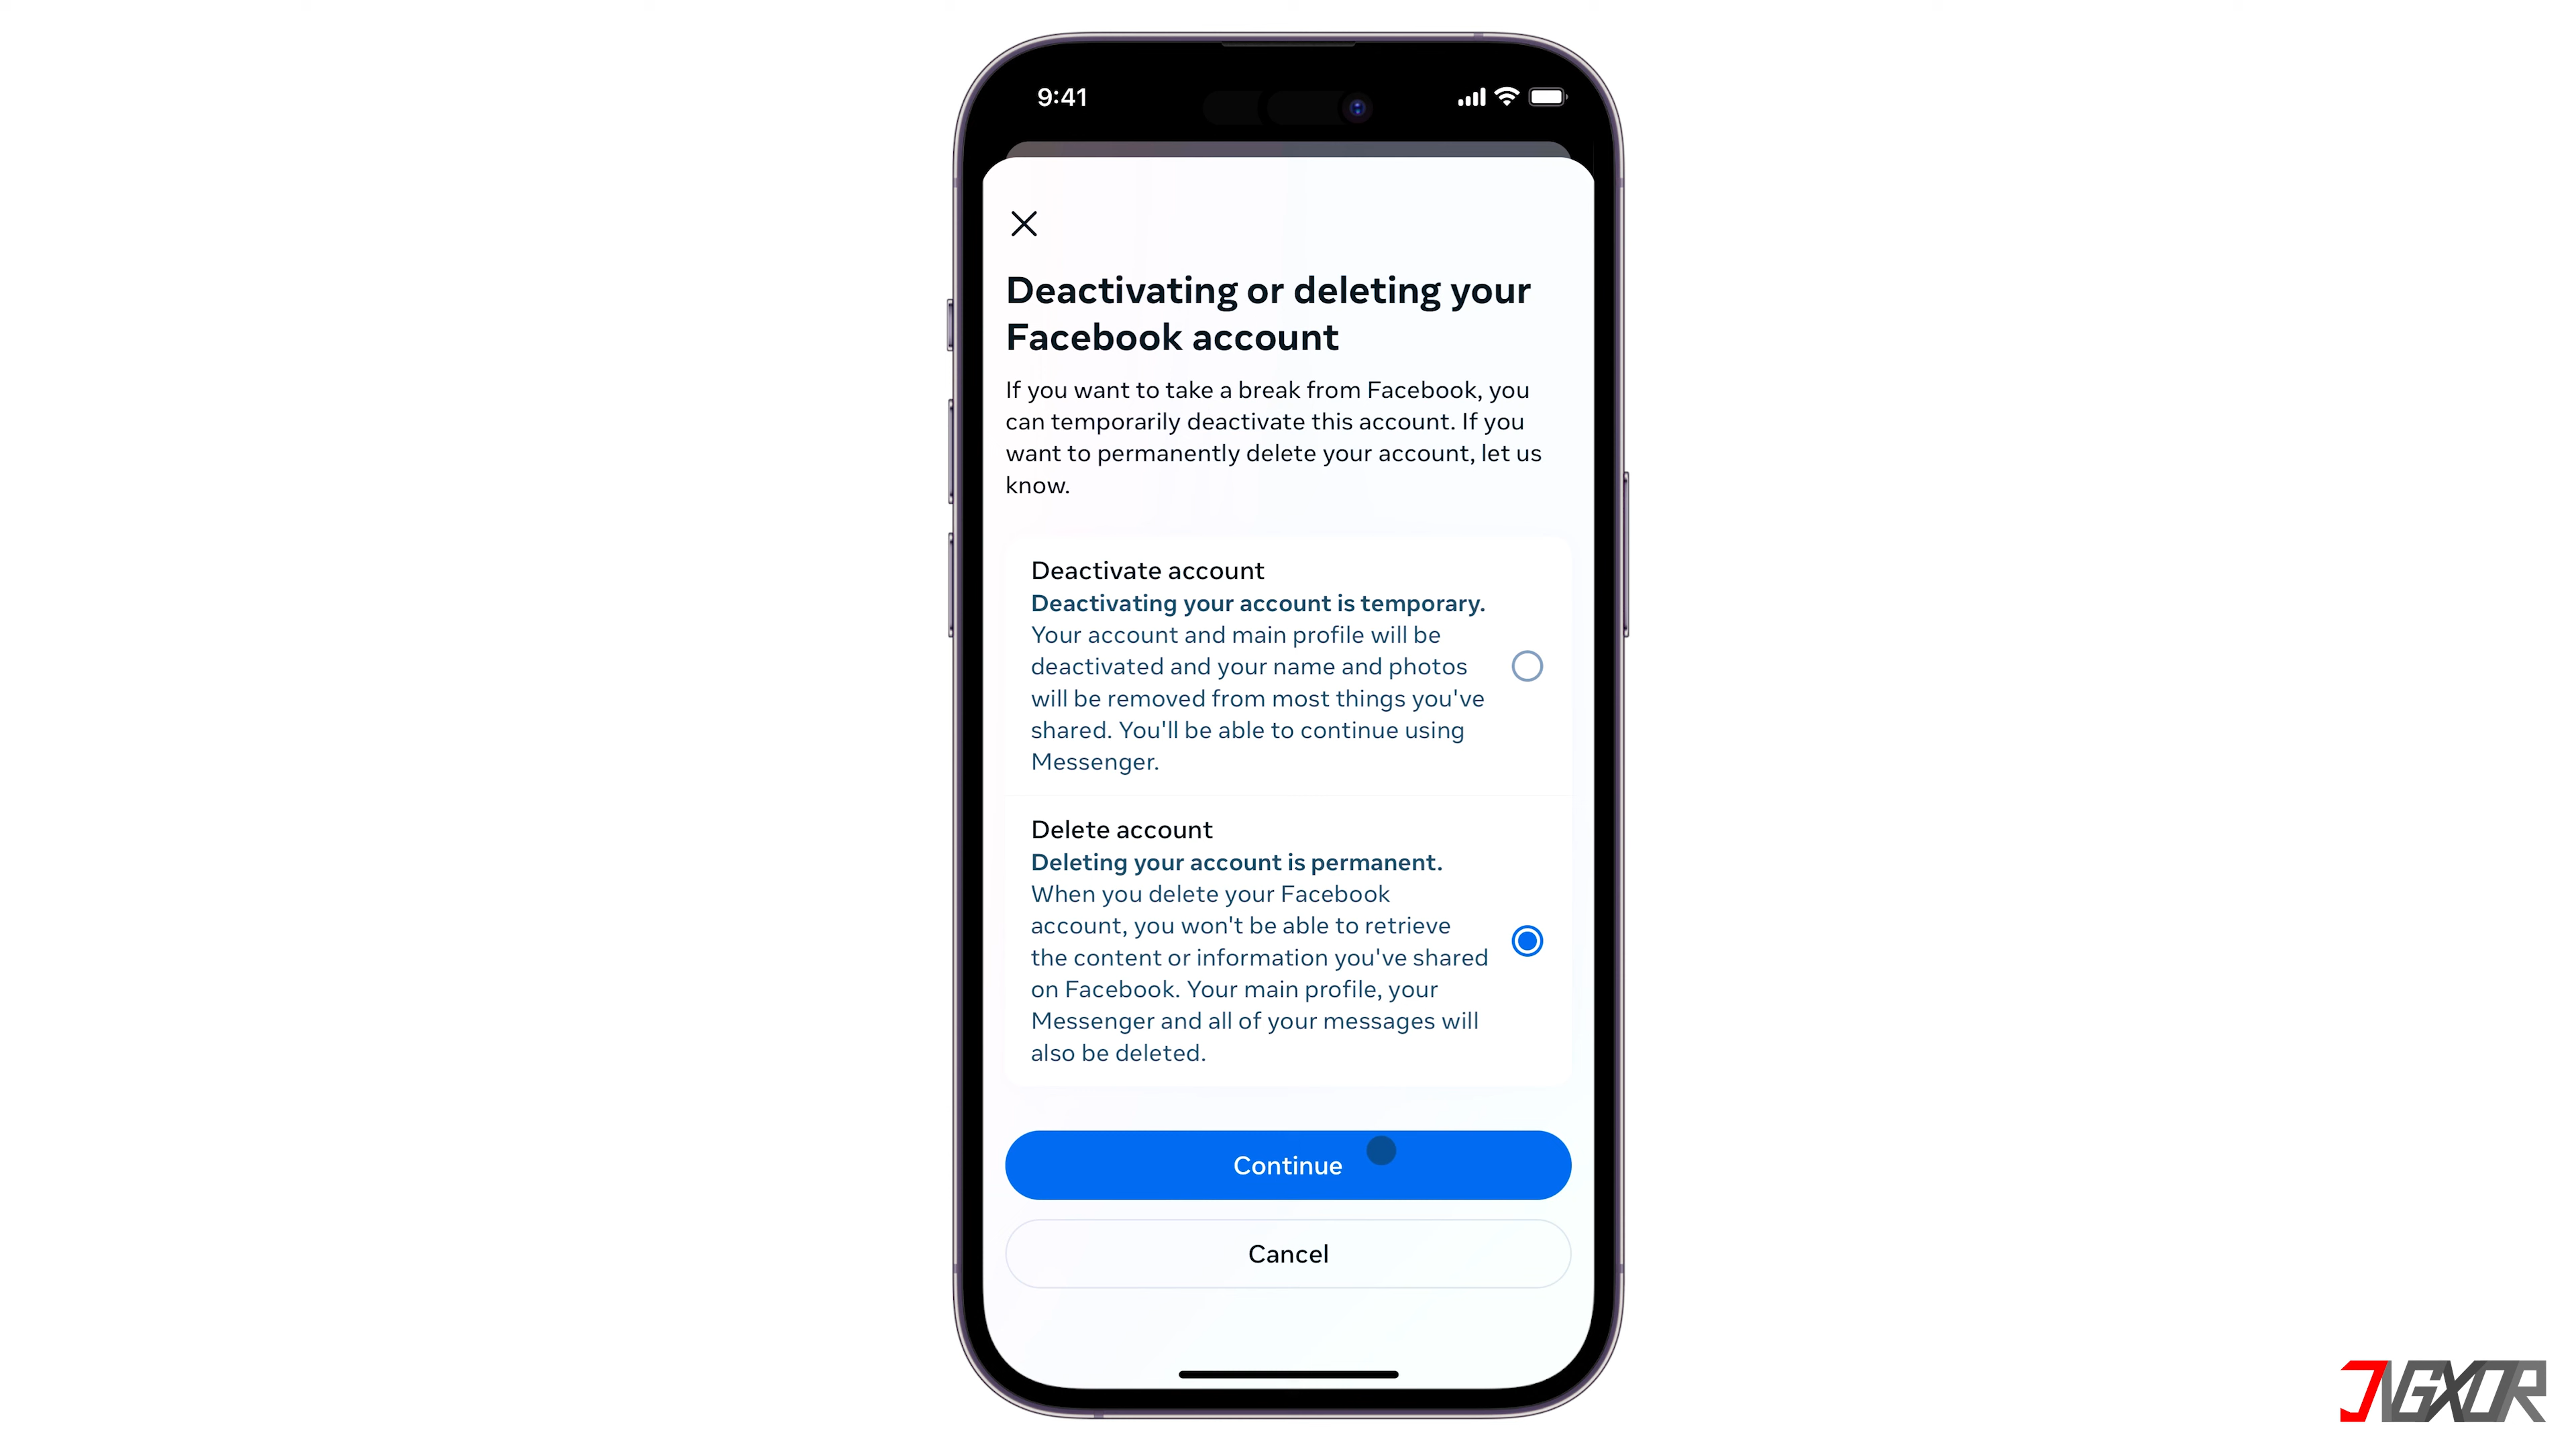 9:41
Deactivating or deleting your
Facebook account
If you want to take a break from Facebook, you
can temporarily deactivate this account. If you
want to permanently delete your account, let us
know.
Deactivate account
Deactivating your account is temporary.
Your account and main profile will be
deactivated and your name and photos
will be removed from most things you've
shared. You'll be able to continue using
Messenger.
Delete account
Deleting your account is permanent.
When you delete your Facebook
account, you won't be able to retrieve
the content or information you've shared
on Facebook. Your main profile, your
Messenger and all of your messages will
also be deleted.
Continue
Cancel
JNGXOR